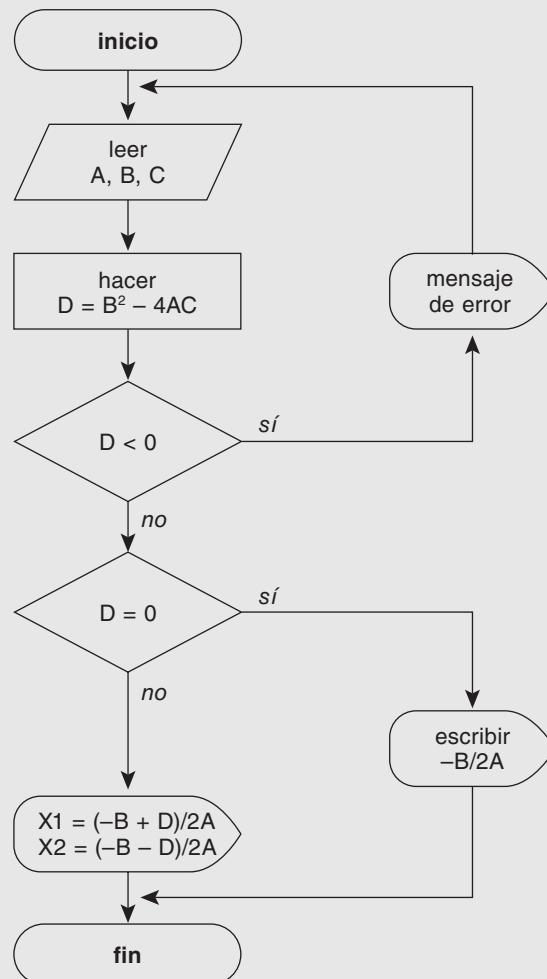 inicio
leer
A, B, C
hacer
D = B² – 4AC
mensaje
de error
D < 0
sí
no
D = 0
sí
no
escribir
–B/2A
X1 = (–B + D)/2A
X2 = (–B – D)/2A
fin